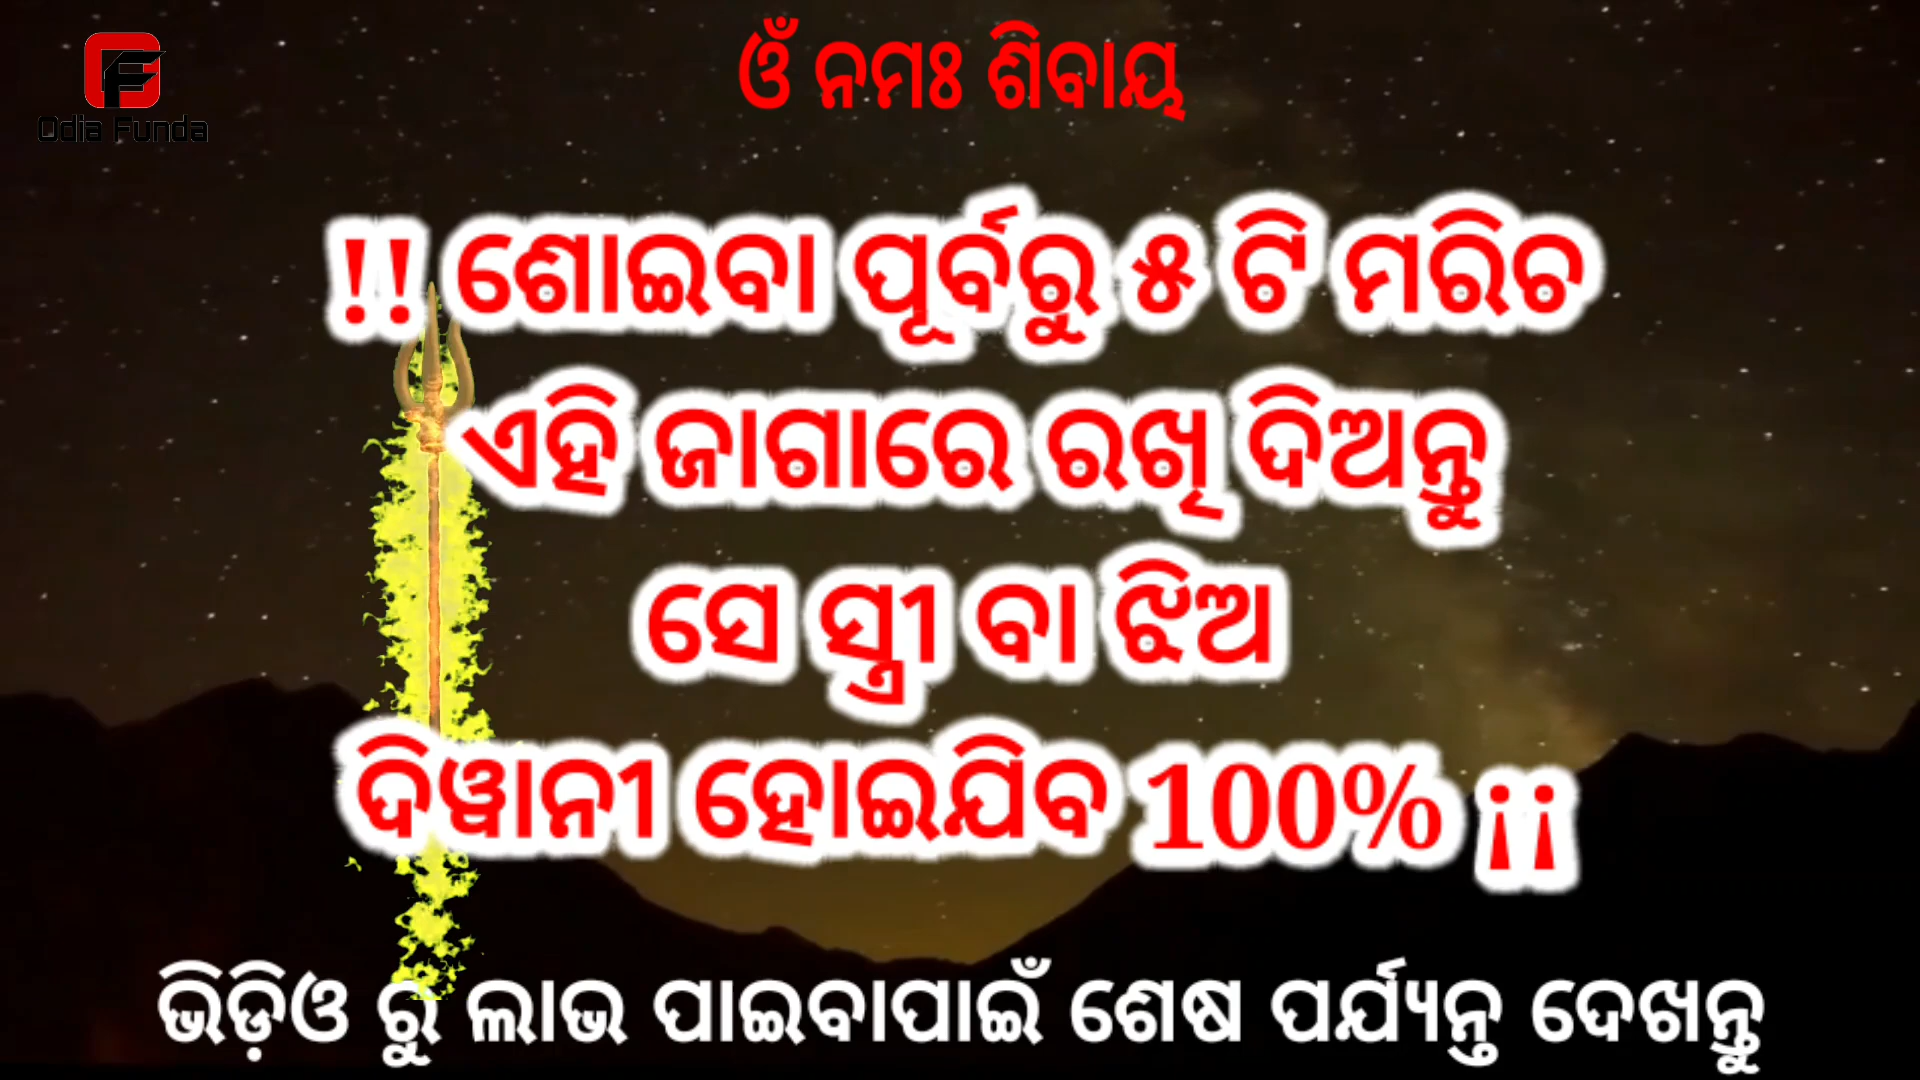 ଓଁ ନମଃ ଶିବାୟ
Odia Funda
!! ଶୋଇବା ପୂର୍ବରୁ ୫ ଟି ମରିଚ
ଏହି ଜାଗାରେ ରଖି ଦିଅନ୍ତୁ
ସେ ସ୍ତ୍ରୀ ବା ଝିଅ
ଦିୱାନୀ ହୋଇଯିବ 100% ¡¡
ଭିଡ଼ିଓ ରୁ ଲାଭ ପାଇବାପାଇଁ ଶେଷ ପର୍ଯ୍ୟନ୍ତ ଦେଖନ୍ତୁ